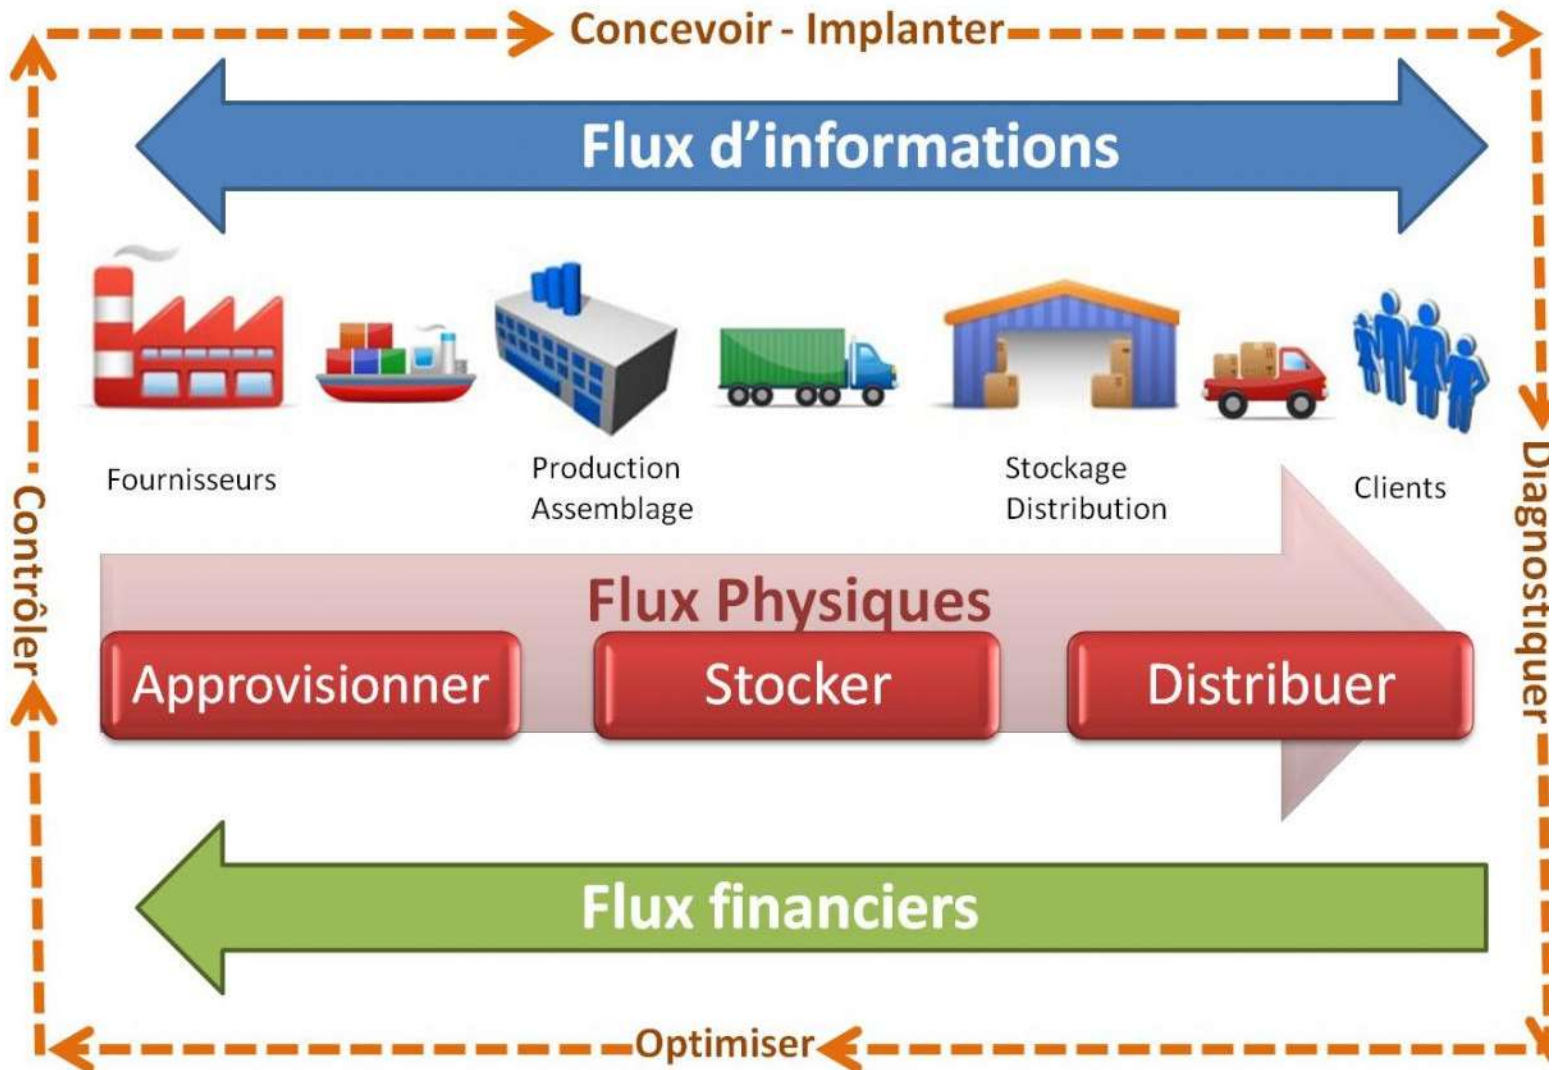 Concevoir - Implanter
Flux d’informations
Fournisseurs
Production
Assemblage
Stockage
Distribution
Clients
Contrôler
Diagnostiquer
Flux Physiques
Approvisionner
Stocker
Distribuer
Flux financiers
Optimiser